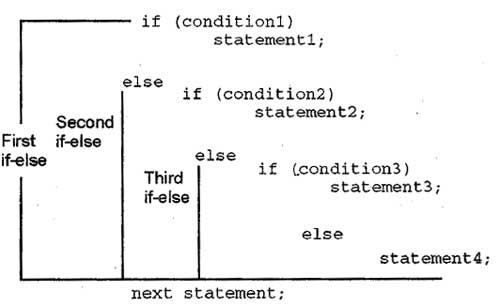 if (condition1)
statement1;
else
if (condition2)
statement2;
First
if-else
Second
if-else
else
if (condition3)
statement3;
Third
if-else
else
statement4;
next statement;